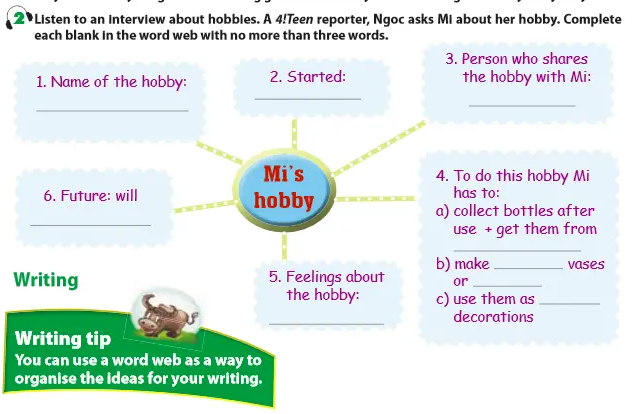 2 Listen to an interview about hobbies. A 4!Teen reporter, Ngoc asks Mi about her hobby. Complete
each blank in the word web with no more than three words.
1. Name of the hobby:
2. Started:
3. Person who shares
the hobby with Mi:
Mi's
hobby
6. Future: will
4. To do this hobby Mi
has to:
a) collect bottles after
use + get them from
b) make ________ vases
or ________
c) use them as ________
decorations
5. Feelings about
the hobby:
Writing
Writing tip
You can use a word web as a way to
organise the ideas for your writing.